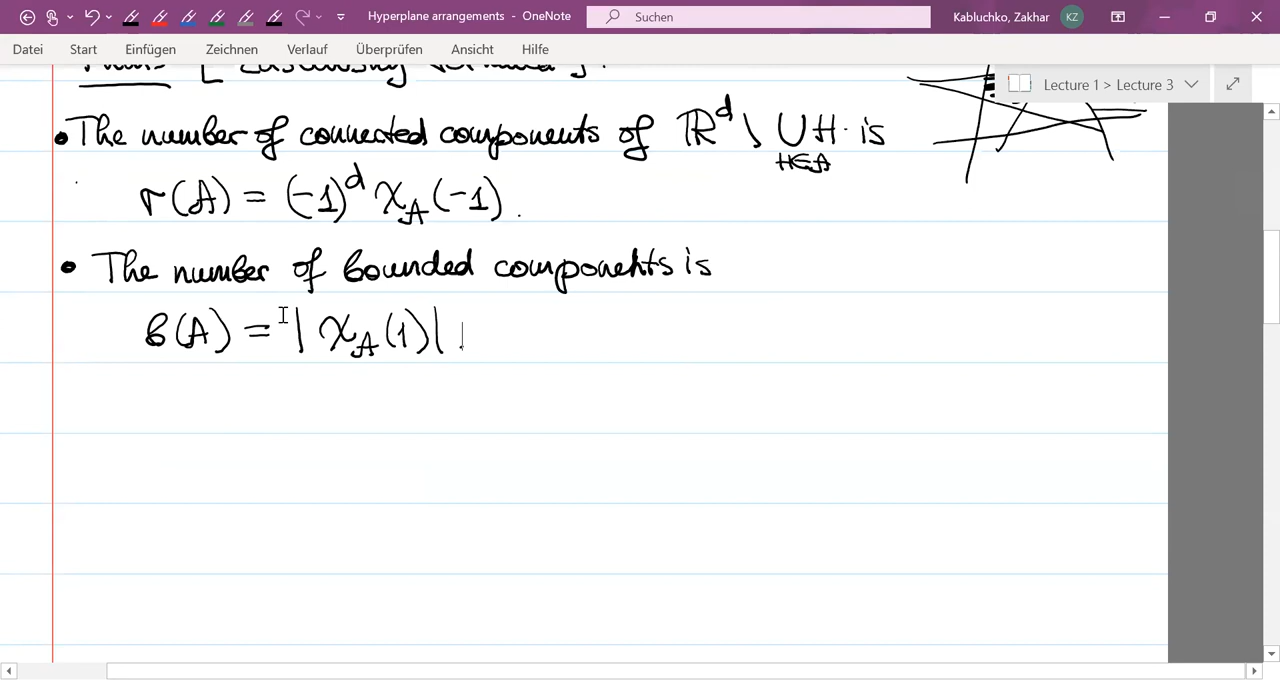 Hyperplane arrangements - OneNote
Suchen
Kabluchko, Zakhar KZ
Datei Start Einfügen Zeichnen Verlauf Überprüfen Ansicht Hilfe
Lecture 1 > Lecture 3
• The number of connected components of ℝ^d \ ∪_{H∈A} H is
r(A) = (-1)^d χ_A(-1).
• The number of bounded components is
b(A) = |χ_A(1)|